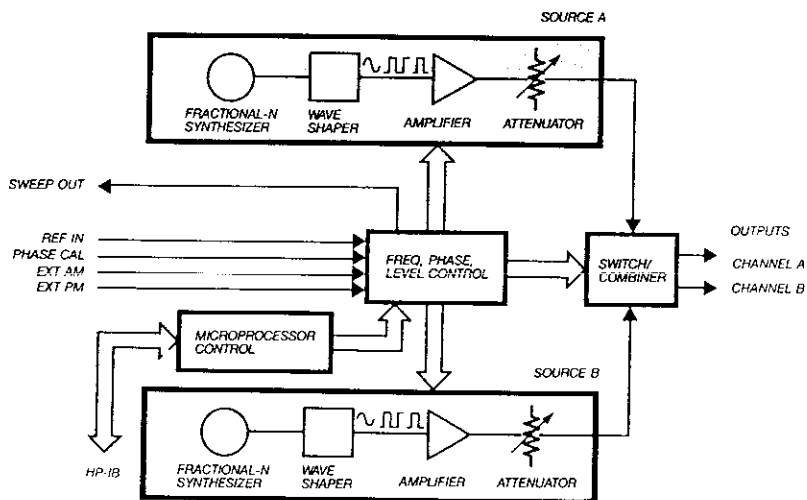 SOURCE A
FRACTIONAL-N
SYNTHESIZER
WAVE
SHAPER
AMPLIFIER
ATTENUATOR
SWEEP OUT
REF IN
PHASE CAL
EXT AM
EXT PM
FREQ, PHASE,
LEVEL CONTROL
SWITCH/
COMBINER
OUTPUTS
CHANNEL A
CHANNEL B
MICROPROCESSOR
CONTROL
HP-IB
SOURCE B
FRACTIONAL-N
SYNTHESIZER
WAVE
SHAPER
AMPLIFIER
ATTENUATOR